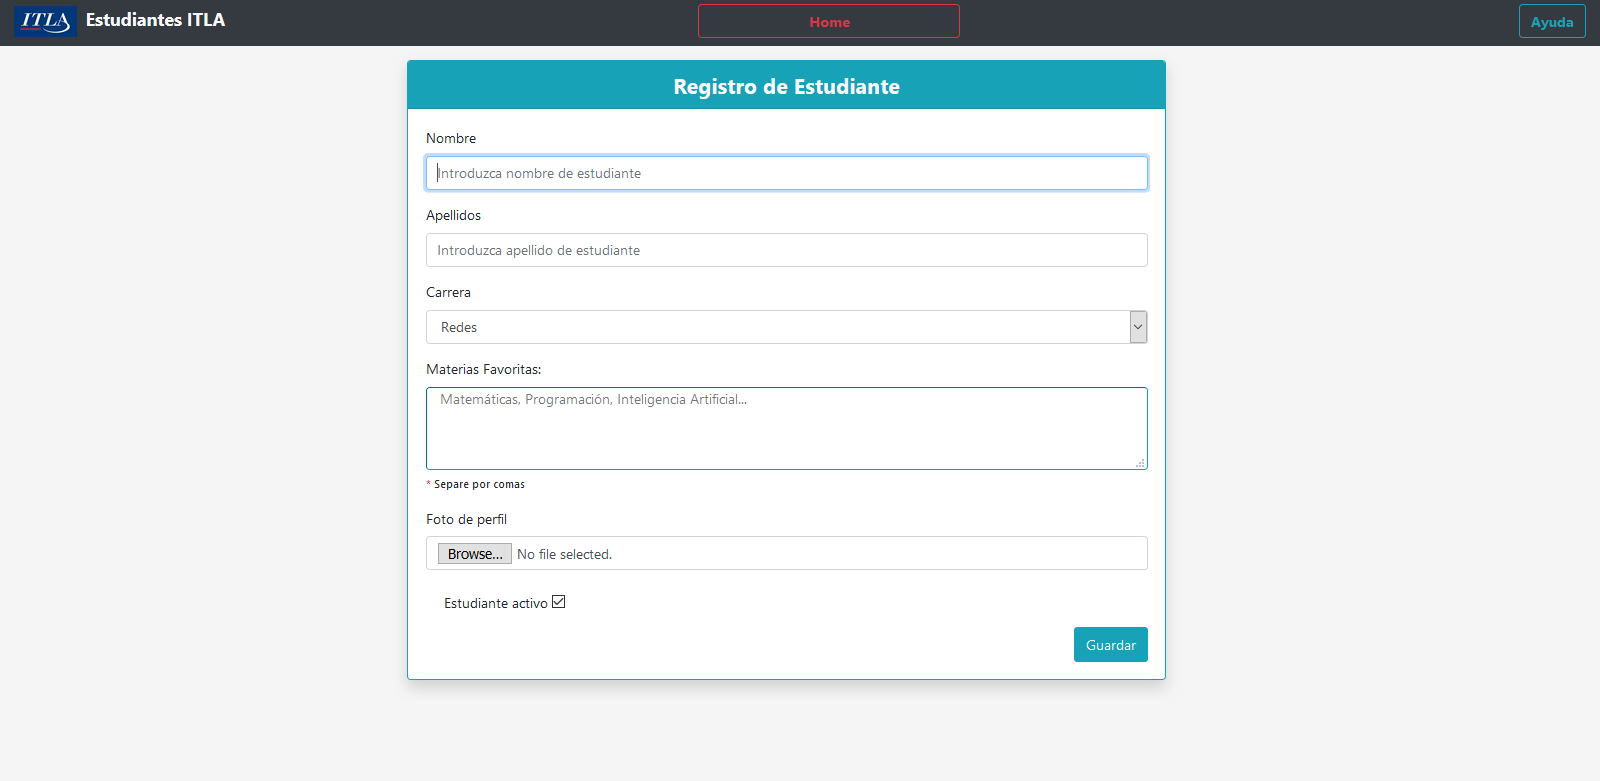 ITLA Estudiantes ITLA
Home
Ayuda
Registro de Estudiante
Nombre
Introduzca nombre de estudiante
Apellidos
Introduzca apellido de estudiante
Carrera
Redes
Materias Favoritas:
Matemáticas, Programación, Inteligencia Artificial...
* Separe por comas
Foto de perfil
Browse... No file selected.
Estudiante activo
Guardar